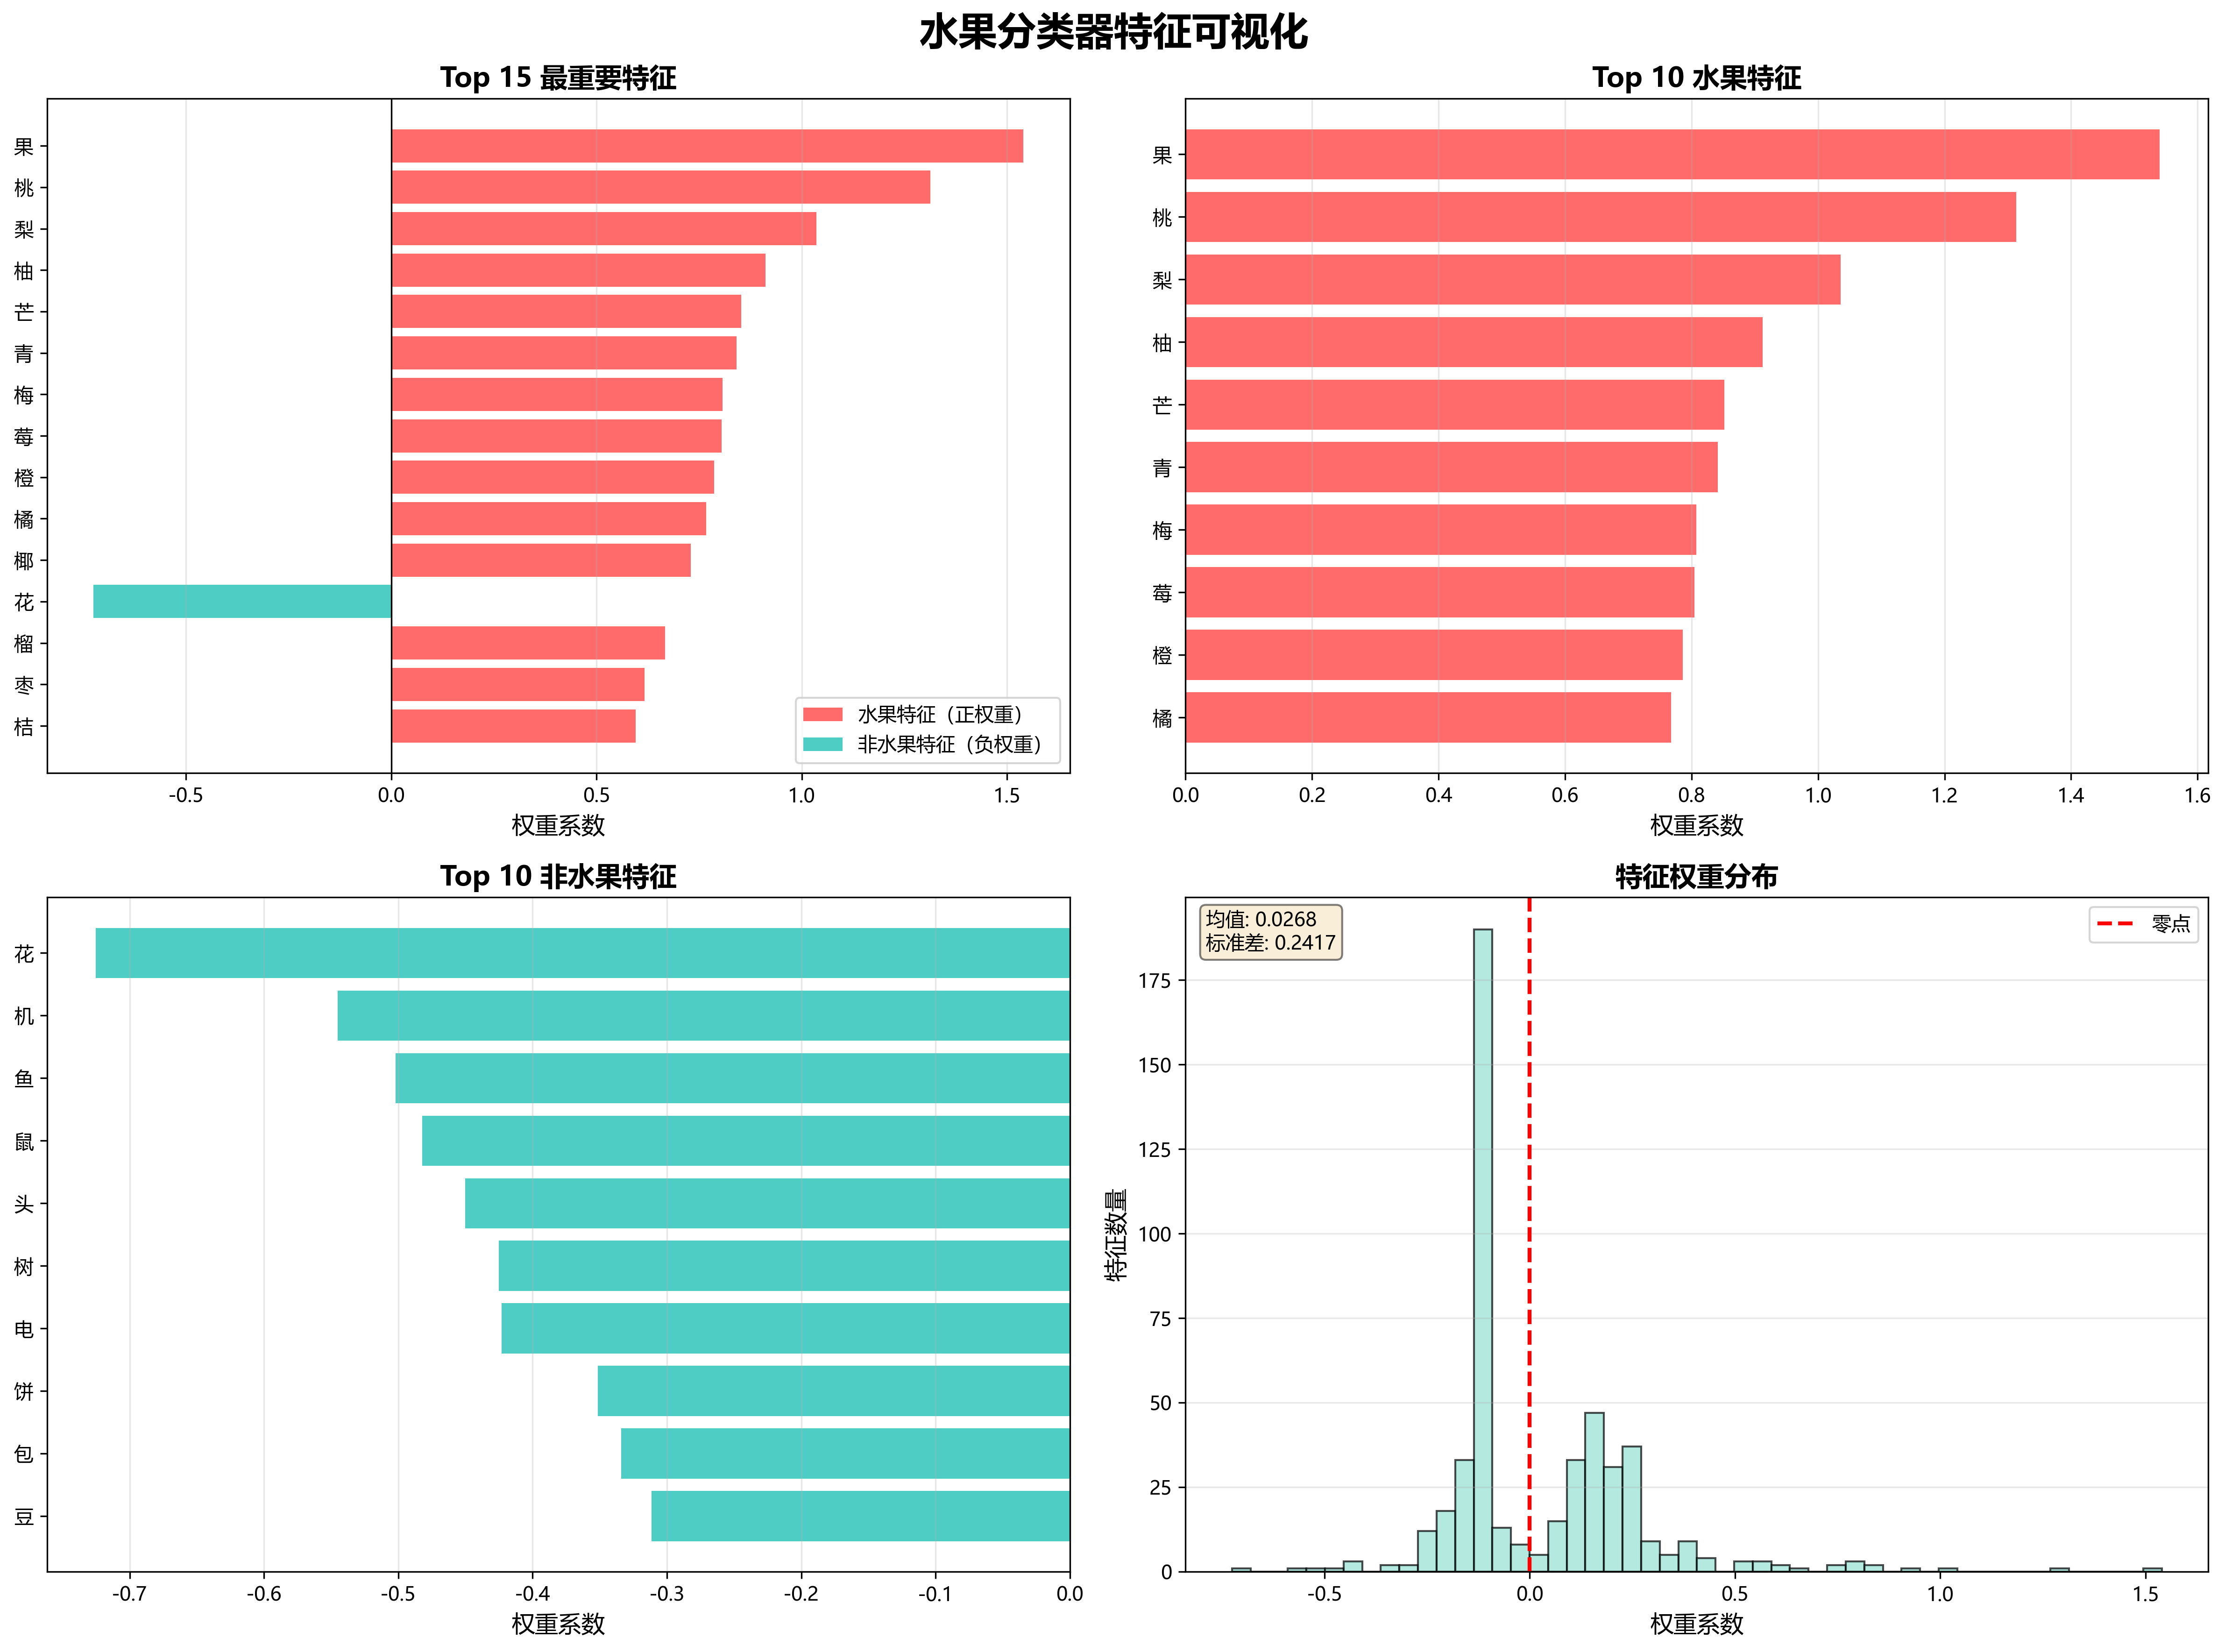 水果分类器特征可视化
Top 15 最重要特征
果
桃
梨
柚
芒
青
梅
莓
橙
橘
椰
花
榴
枣
桔
水果特征（正权重）
非水果特征（负权重）
-0.5 0.0 0.5 1.0 1.5
权重系数
Top 10 水果特征
果
桃
梨
柚
芒
青
梅
莓
橙
橘
0.0 0.2 0.4 0.6 0.8 1.0 1.2 1.4 1.6
权重系数
Top 10 非水果特征
花
机
鱼
鼠
头
树
电
饼
包
豆
-0.7 -0.6 -0.5 -0.4 -0.3 -0.2 -0.1 0.0
权重系数
特征权重分布
均值: 0.0268
标准差: 0.2417
零点
175
150
125
100
75
50
25
0
特征数量
-0.5 0.0 0.5 1.0 1.5
权重系数